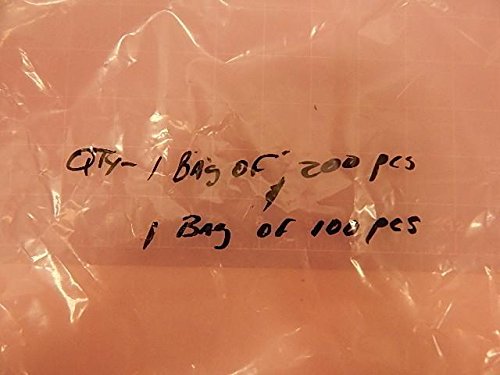 QTY- 1 BAg OF, 200 pcs
1 BAg OF 100 pcs